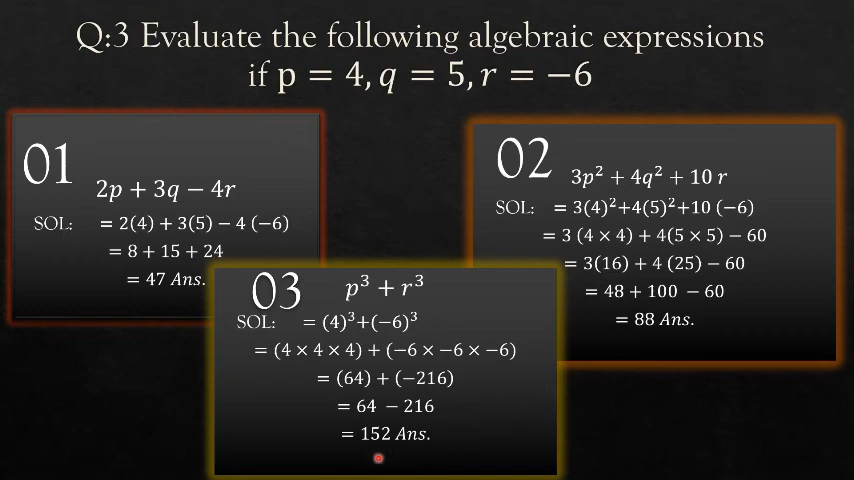 Q:3 Evaluate the following algebraic expressions
if p = 4, q = 5, r = −6
01
2p + 3q − 4r
SOL: = 2(4) + 3(5) − 4 (−6)
= 8 + 15 + 24
= 47 Ans.
02
3p² + 4q² + 10 r
SOL: = 3(4)²+4(5)²+10 (−6)
= 3 (4 × 4) + 4(5 × 5) − 60
= 3(16) + 4 (25) − 60
= 48 + 100 − 60
= 88 Ans.
03
p³ + r³
SOL: = (4)³+(−6)³
= (4 × 4 × 4) + (−6 × −6 × −6)
= (64) + (−216)
= 64 − 216
= 152 Ans.